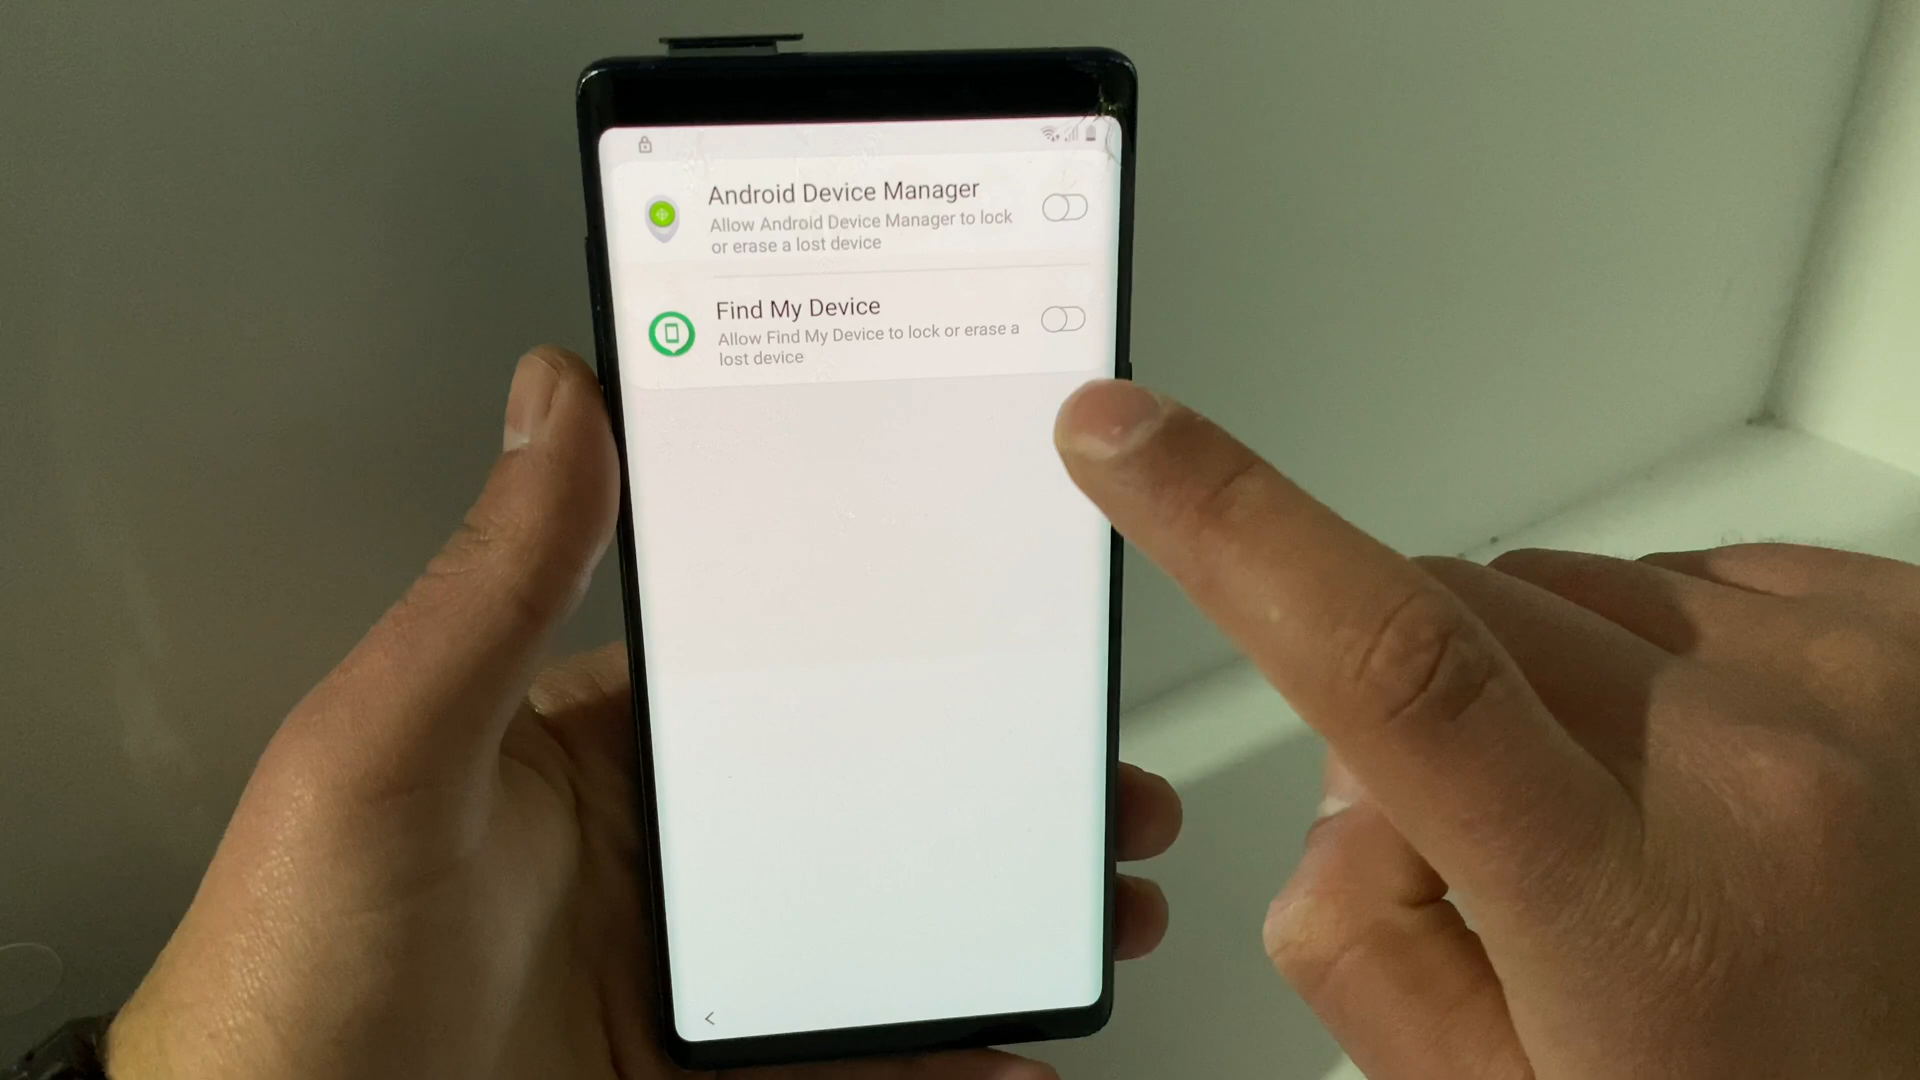 Android Device Manager
Allow Android Device Manager to lock
or erase a lost device
Find My Device
Allow Find My Device to lock or erase a
lost device